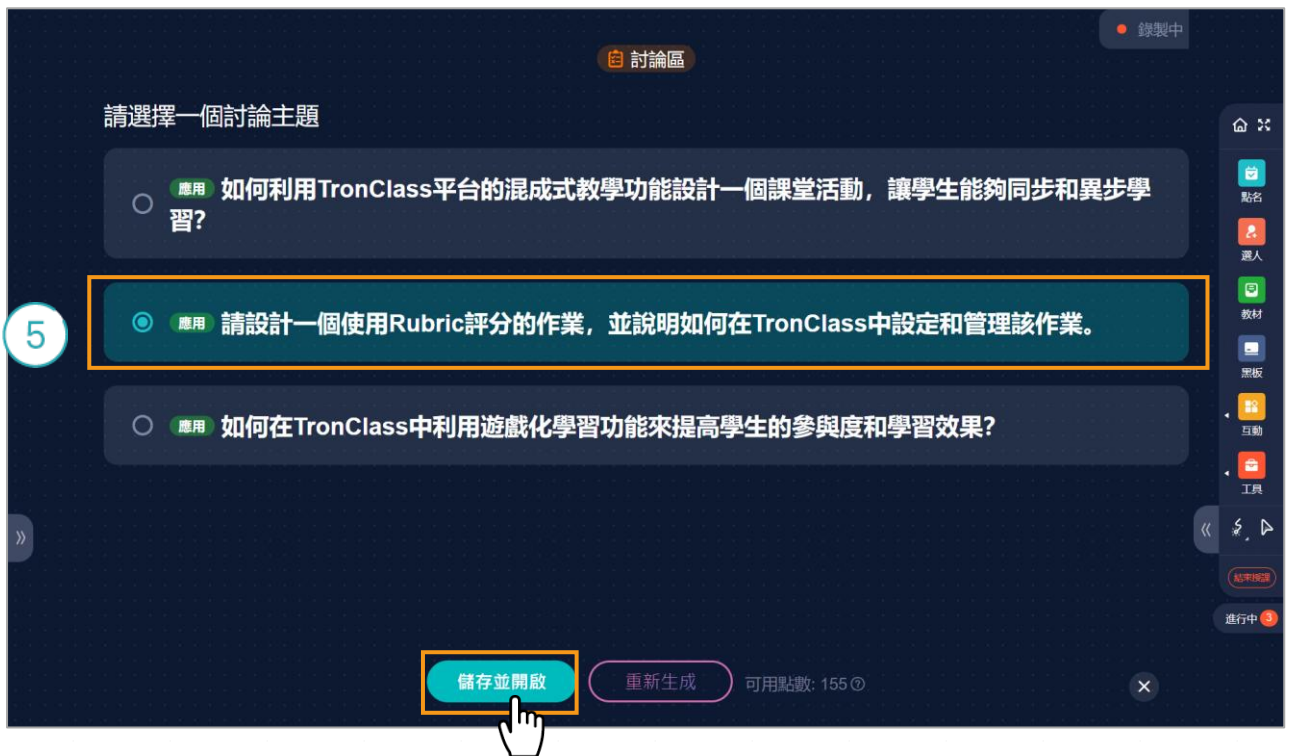 錄製中
討論區
請選擇一個討論主題
應用 如何利用TronClass平台的混成式教學功能設計一個課堂活動，讓學生能夠同步和異步學
習？
5
應用 請設計一個使用Rubric評分的作業，並說明如何在TronClass中設定和管理該作業。
應用 如何在TronClass中利用遊戲化學習功能來提高學生的參與度和學習效果？
點名
選人
教材
黑板
互動
工具
結束授課
進行中 3
儲存並開啟
重新生成
可用點數: 155